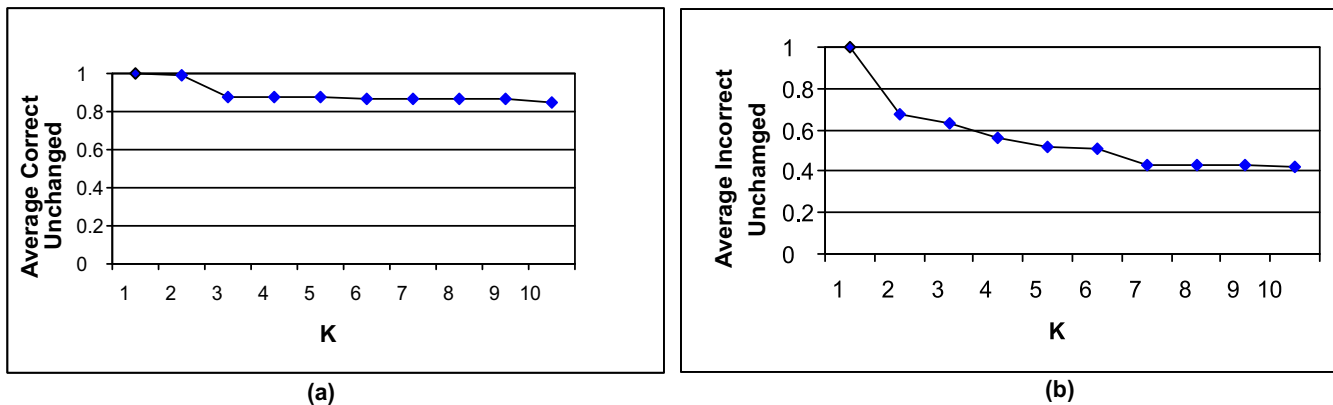 Average Correct
Unchanged
1
0.8
0.6
0.4
0.2
0
1 2 3 4 5 6 7 8 9 10
K
(a)
Average Incorrect
Unchamged
1
0.8
0.6
0.4
0.2
0
1 2 3 4 5 6 7 8 9 10
K
(b)